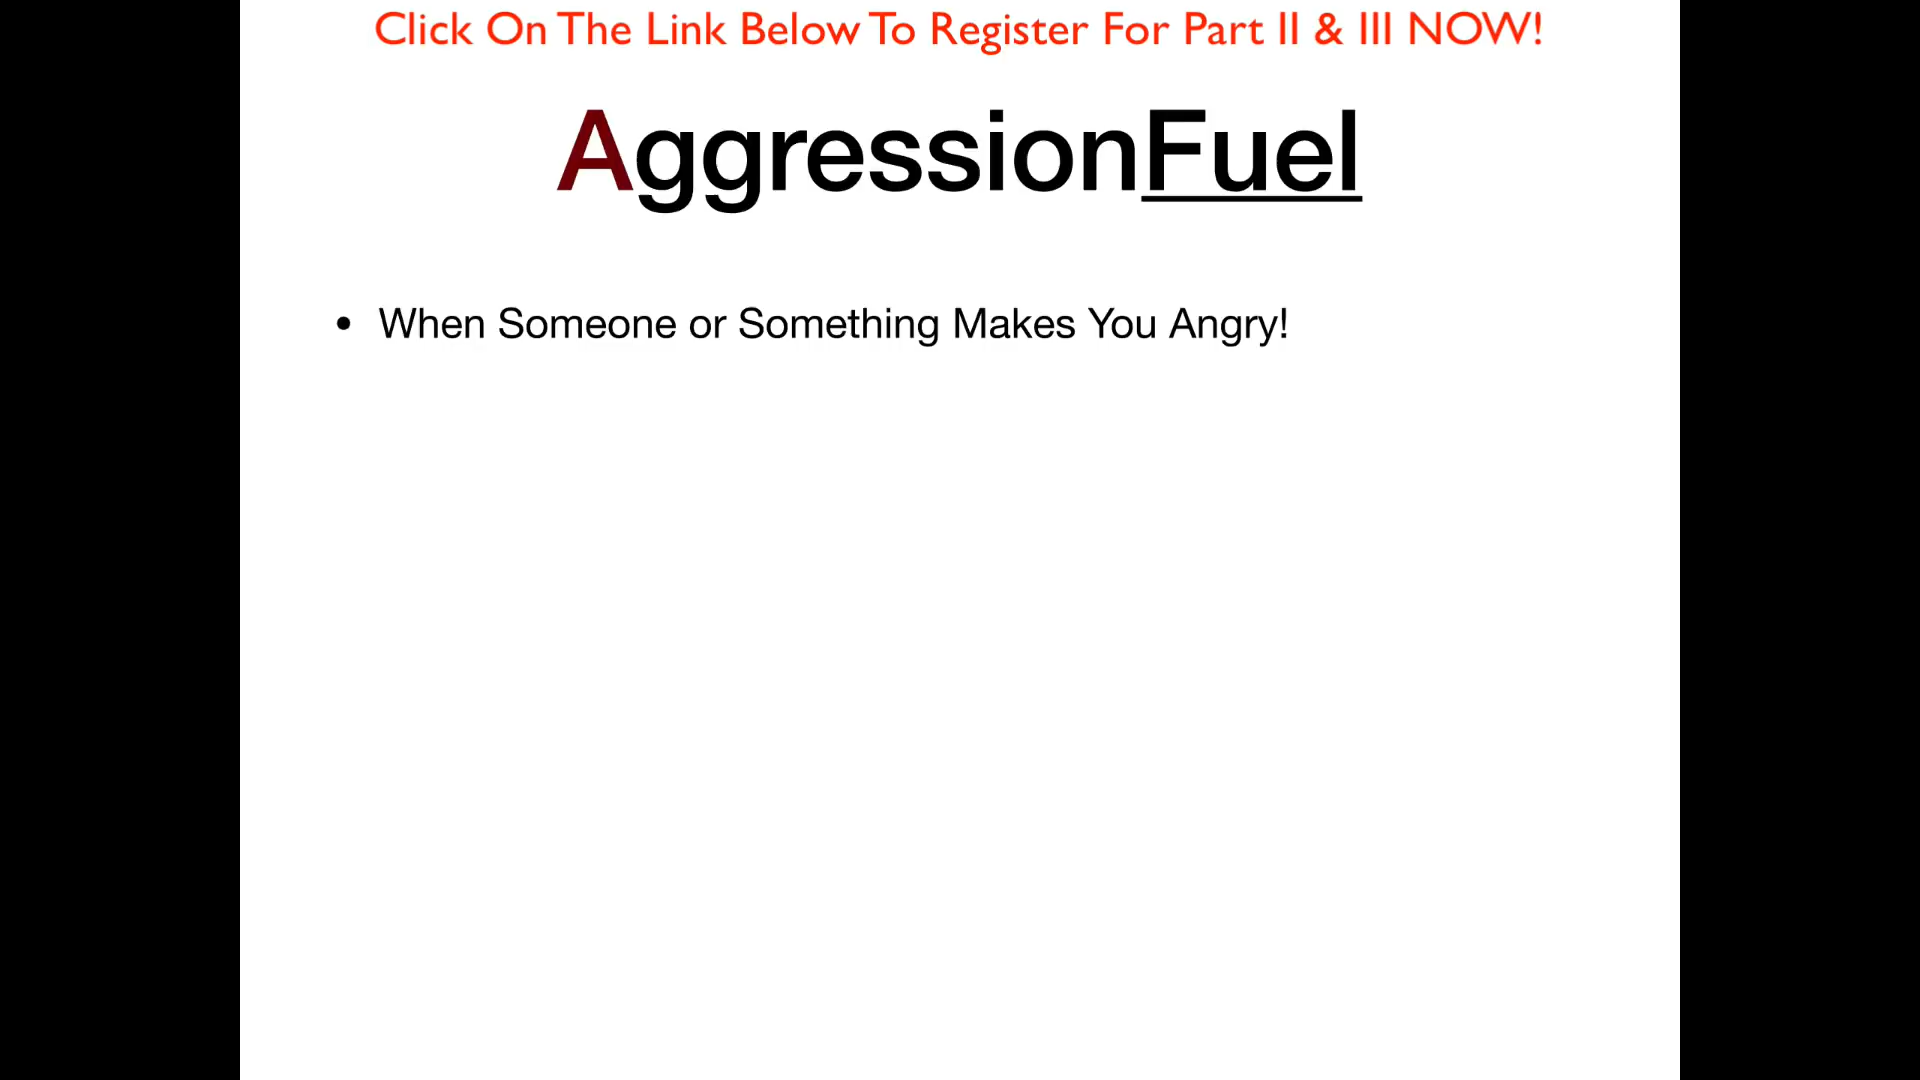 Click On The Link Below To Register For Part II & III NOW!
AggressionFuel
• When Someone or Something Makes You Angry!